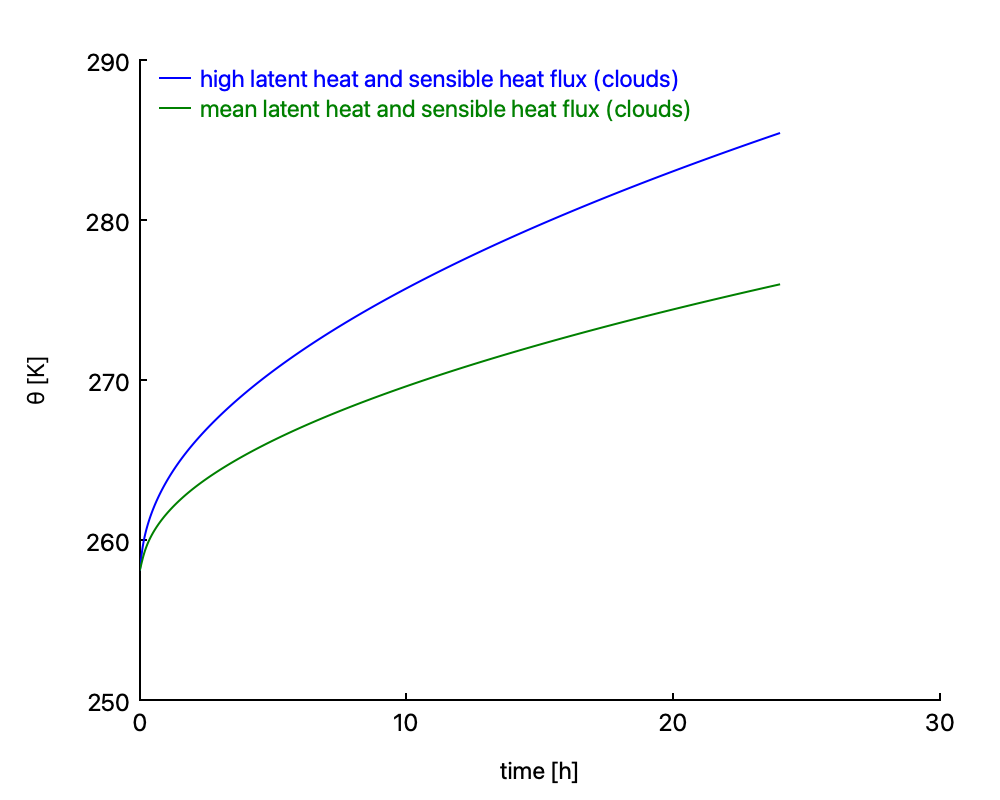 290
high latent heat and sensible heat flux (clouds)
mean latent heat and sensible heat flux (clouds)
280
270
θ [K]
260
250
0 10 20 30
time [h]